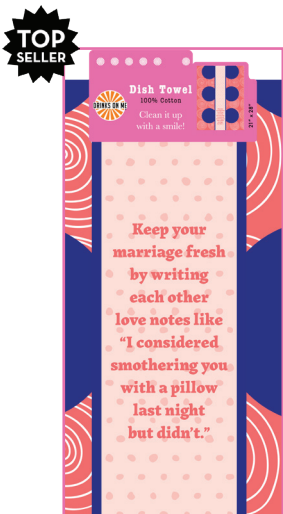 TOP
SELLER
DRINKS ON ME
Dish Towel
100% Cotton
Clean it up
with a smile!
21" x 28"
Keep your
marriage fresh
by writing
each other
love notes like
“I considered
smothering you
with a pillow
last night
but didn’t.”